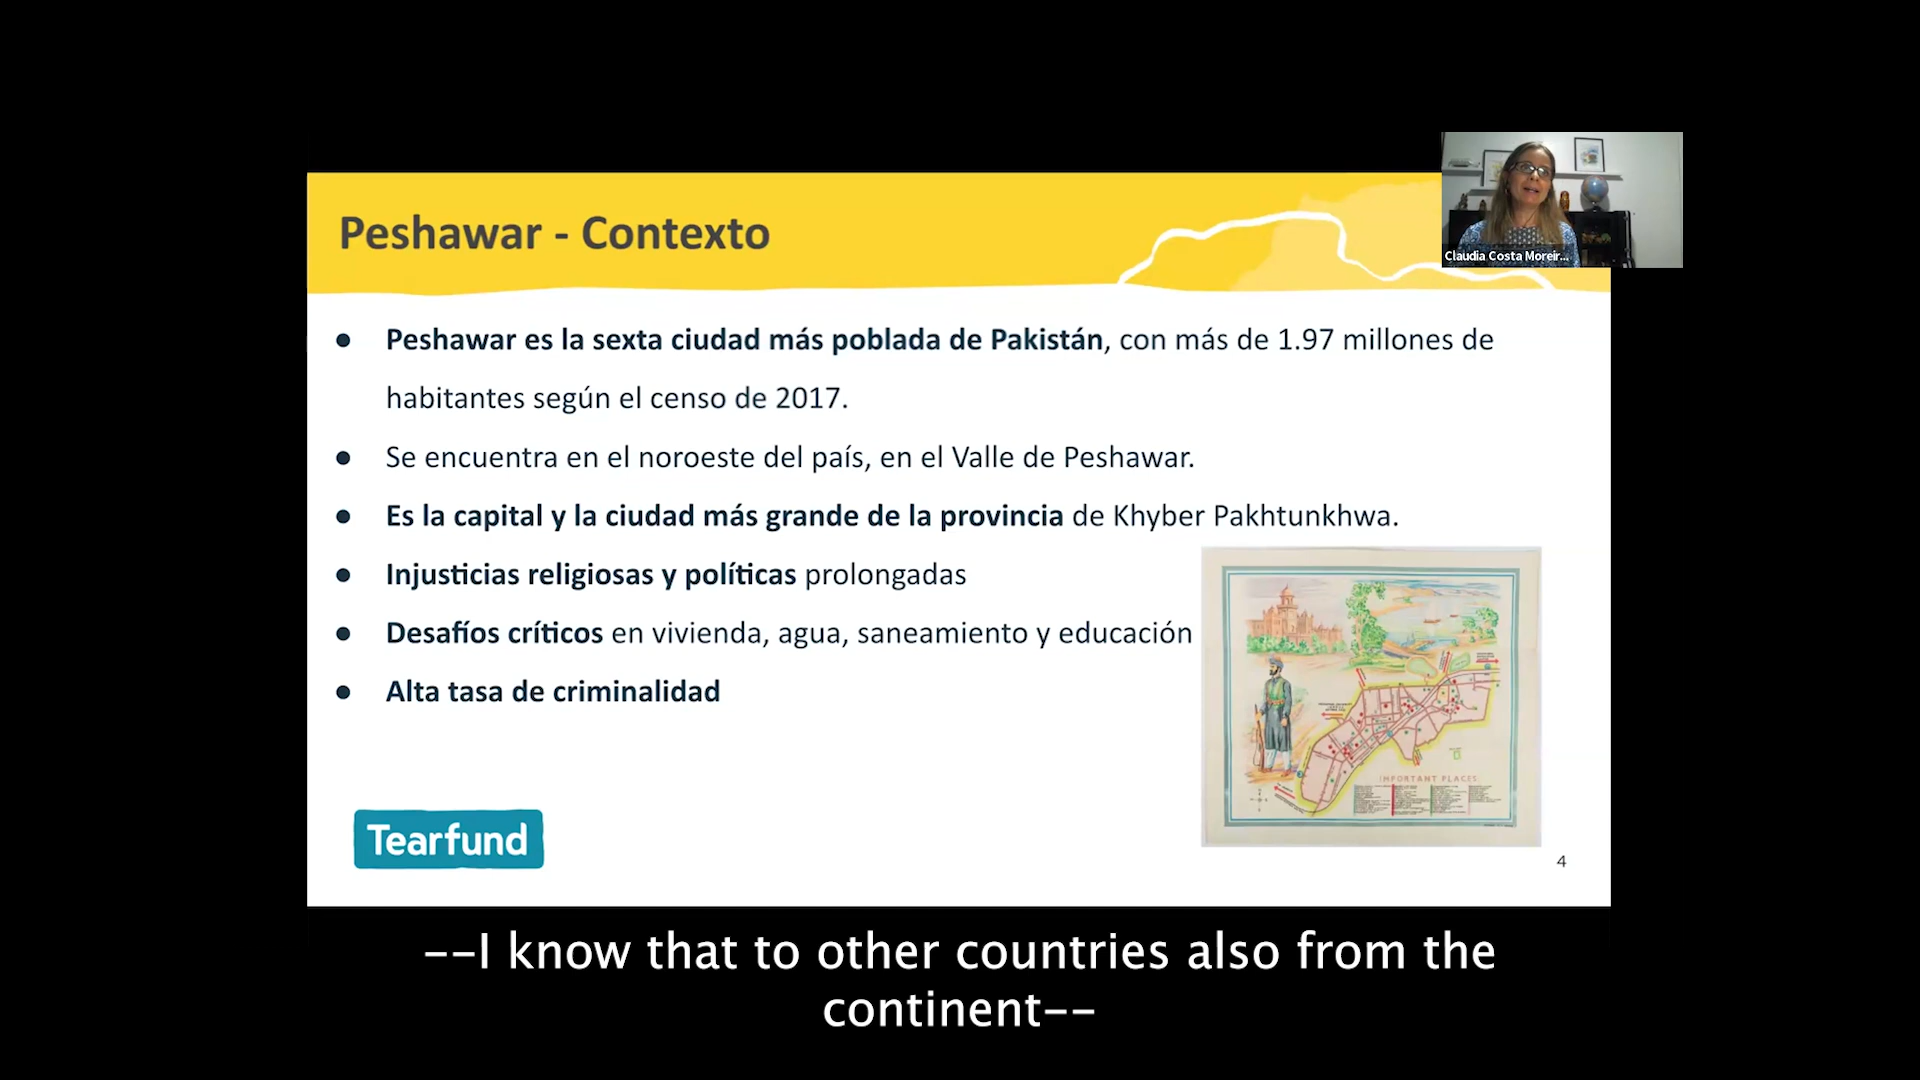 Peshawar - Contexto
Claudia Costa Moreir...
● Peshawar es la sexta ciudad más poblada de Pakistán, con más de 1.97 millones de
habitantes según el censo de 2017.
● Se encuentra en el noroeste del país, en el Valle de Peshawar.
● Es la capital y la ciudad más grande de la provincia de Khyber Pakhtunkhwa.
● Injusticias religiosas y políticas prolongadas
● Desafíos críticos en vivienda, agua, saneamiento y educación
● Alta tasa de criminalidad
IMPORTANT PLACES
Tearfund
4
--I know that to other countries also from the
continent--